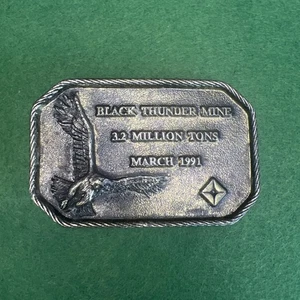 BLACK THUNDER MINE
3.2 MILLION TONS
MARCH 1991